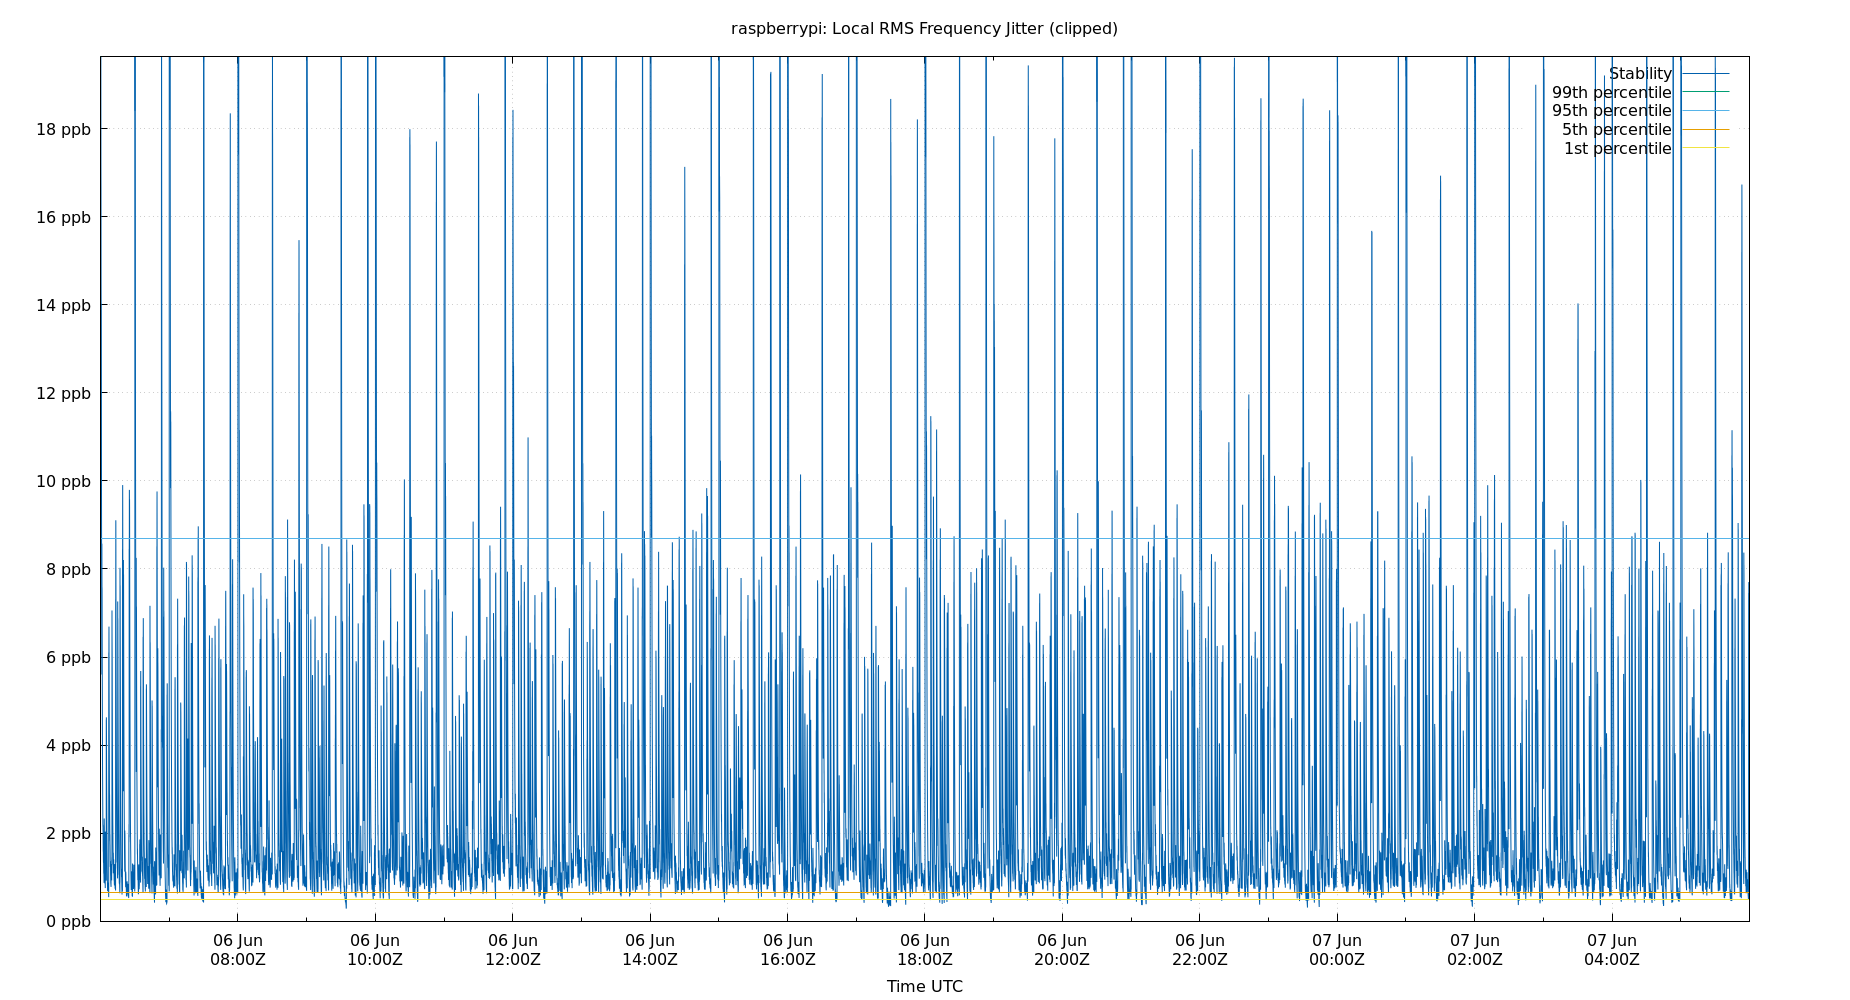 raspberrypi: Local RMS Frequency Jitter (clipped)
Stability
99th percentile
95th percentile
5th percentile
1st percentile
18 ppb
16 ppb
14 ppb
12 ppb
10 ppb
8 ppb
6 ppb
4 ppb
2 ppb
0 ppb
06 Jun 06 Jun 06 Jun 06 Jun 06 Jun 06 Jun 06 Jun 06 Jun 07 Jun 07 Jun 07 Jun
08:00Z 10:00Z 12:00Z 14:00Z 16:00Z 18:00Z 20:00Z 22:00Z 00:00Z 02:00Z 04:00Z
Time UTC